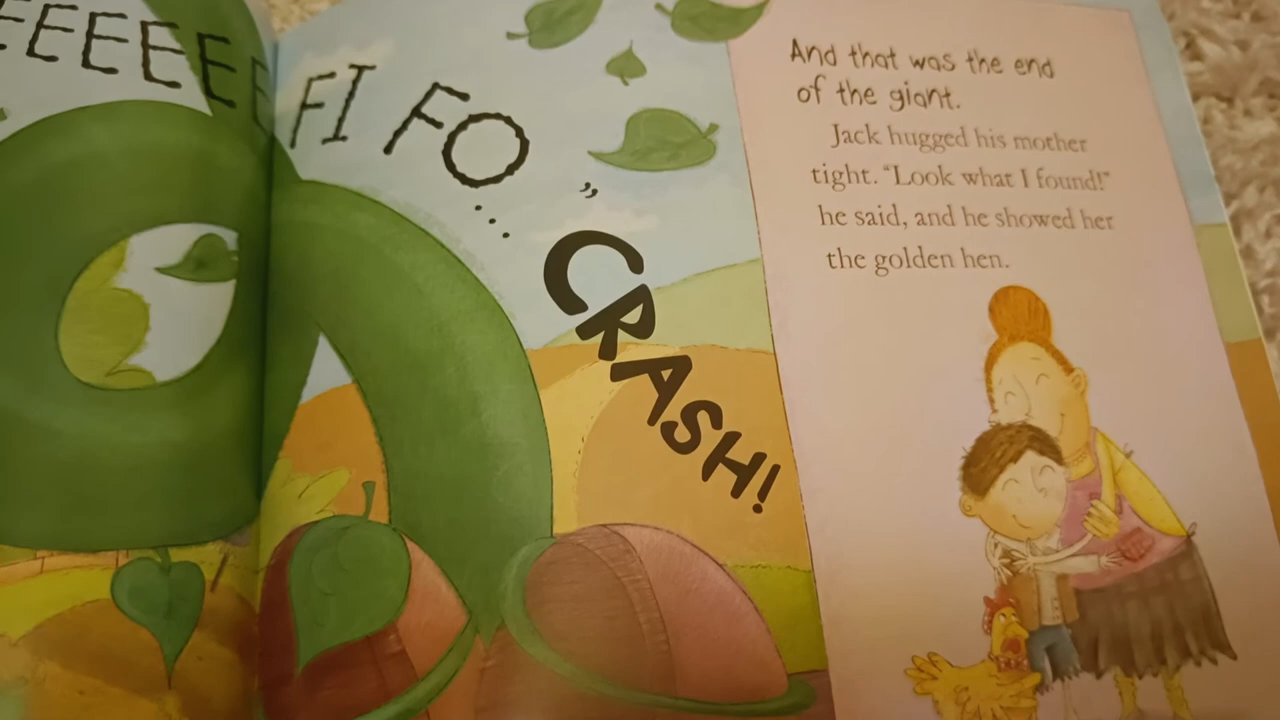 EEEEEE FI FO
..."
CRASH!
And that was the end
of the giant.
Jack hugged his mother
tight. "Look what I found!"
he said, and he showed her
the golden hen.